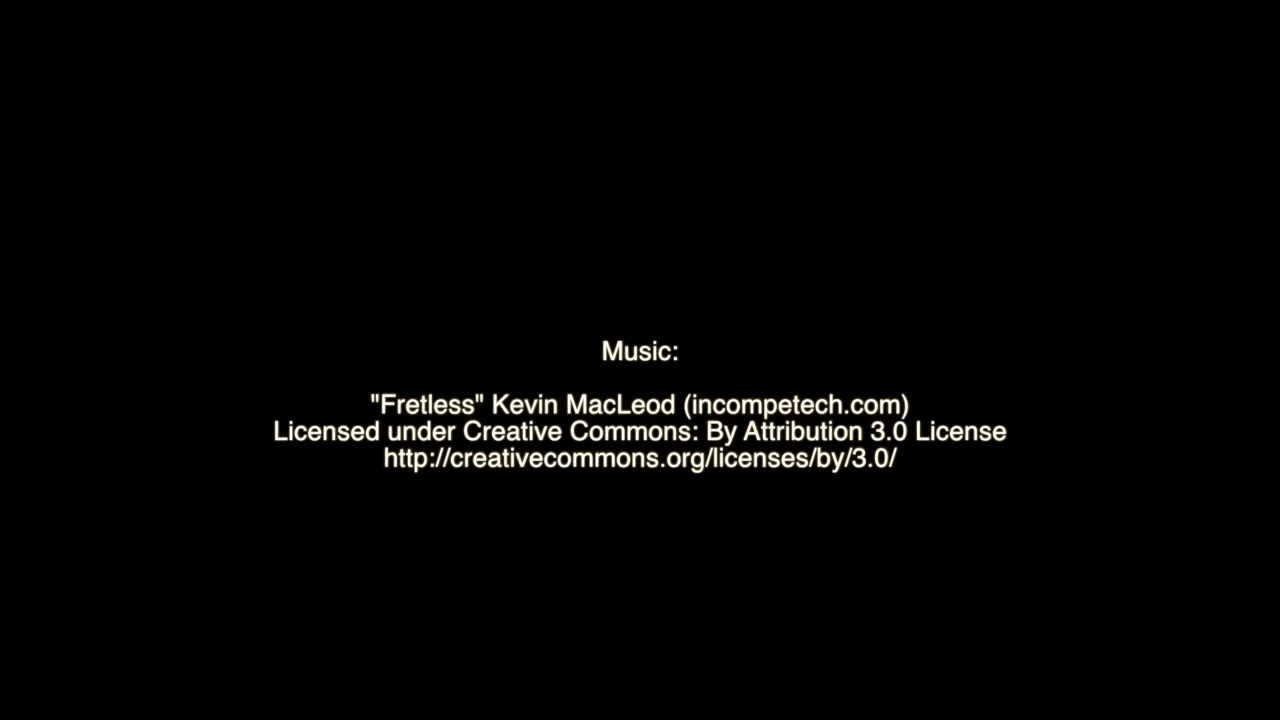 Music:
"Fretless" Kevin MacLeod (incompetech.com)
Licensed under Creative Commons: By Attribution 3.0 License
http://creativecommons.org/licenses/by/3.0/